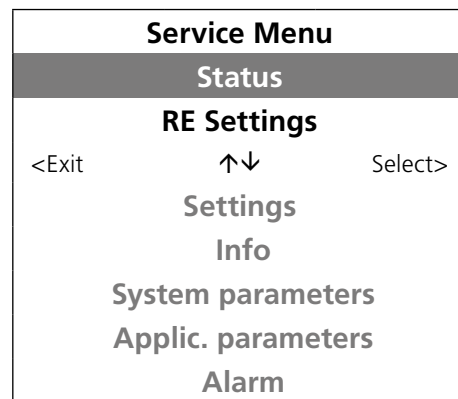 Service Menu
Status
RE Settings
<Exit ↑↓ Select>
Settings
Info
System parameters
Applic. parameters
Alarm